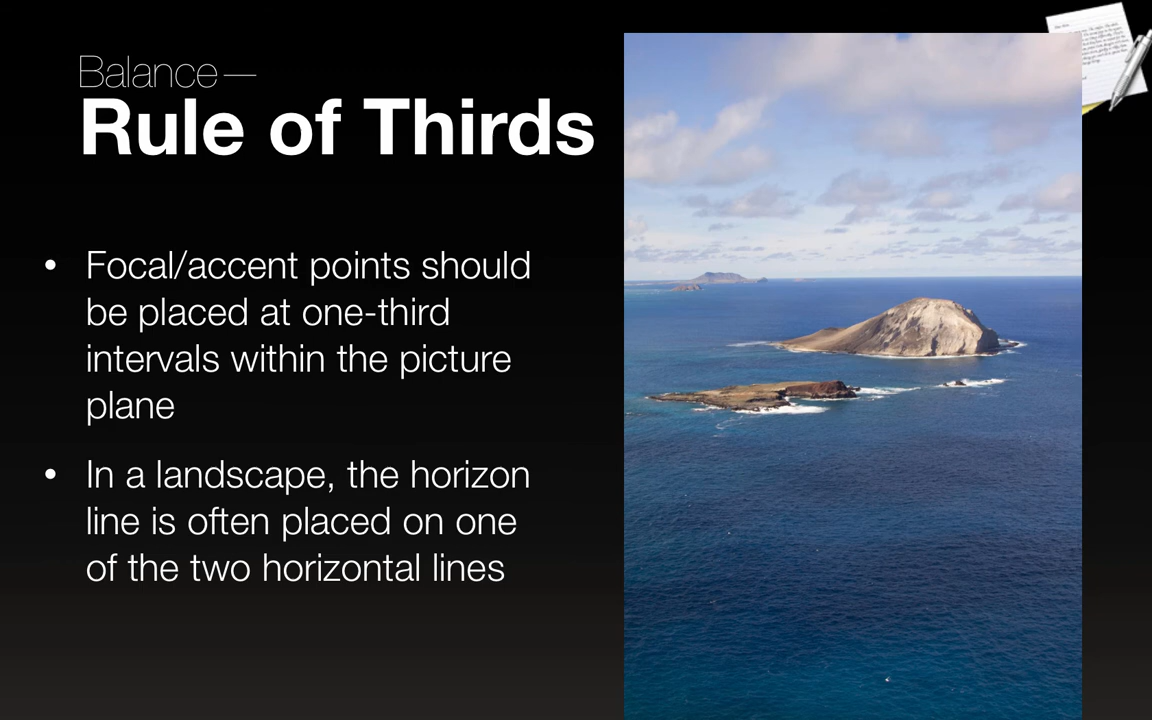 Balance—
Rule of Thirds
• Focal/accent points should
be placed at one-third
intervals within the picture
plane
• In a landscape, the horizon
line is often placed on one
of the two horizontal lines